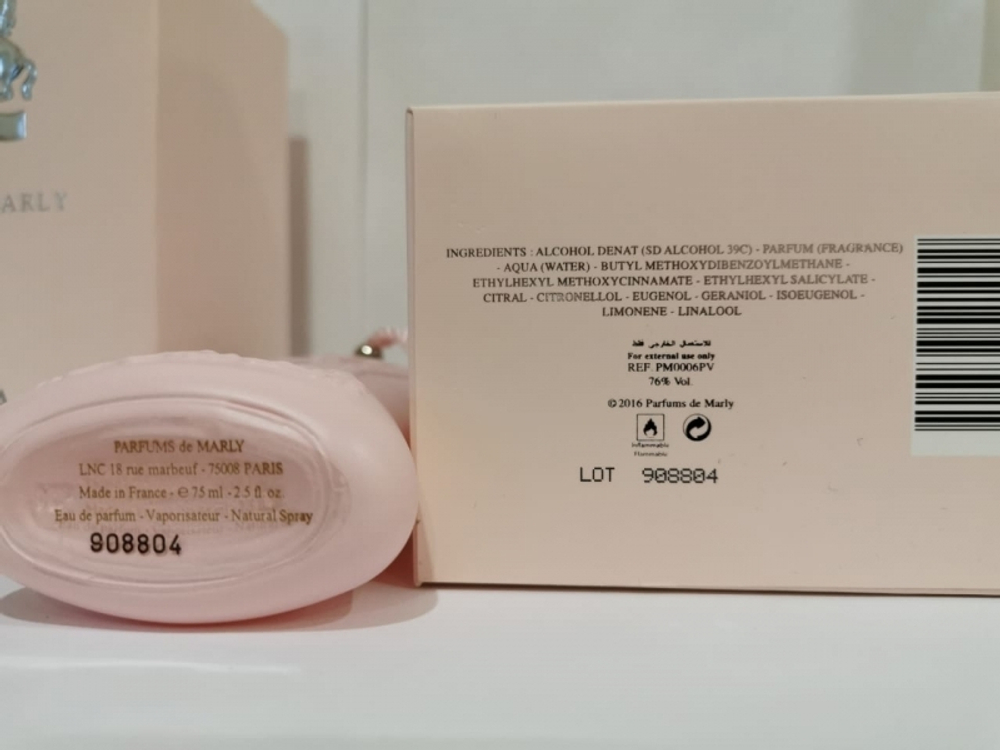 ARLY
INGREDIENTS : ALCOHOL DENAT (SD ALCOHOL 39C) - PARFUM (FRAGRANCE)
- AQUA (WATER) - BUTYL METHOXYDIBENZOYLMETHANE -
ETHYLHEXYL METHOXYCINNAMATE - ETHYLHEXYL SALICYLATE -
CITRAL - CITRONELLOL - EUGENOL - GERANIOL - ISOEUGENOL -
LIMONENE - LINALOOL
للاستعمال الخارجي فقط
For external use only
REF. PM0006PV
76% Vol.
©2016 Parfums de Marly
Inflammable
Flammable
LOT 908804
PARFUMS de MARLY
LNC 18 rue marbeuf - 75008 PARIS
Made in France - ℮ 75 ml - 2.5 fl. oz.
Eau de parfum - Vaporisateur - Natural Spray
908804